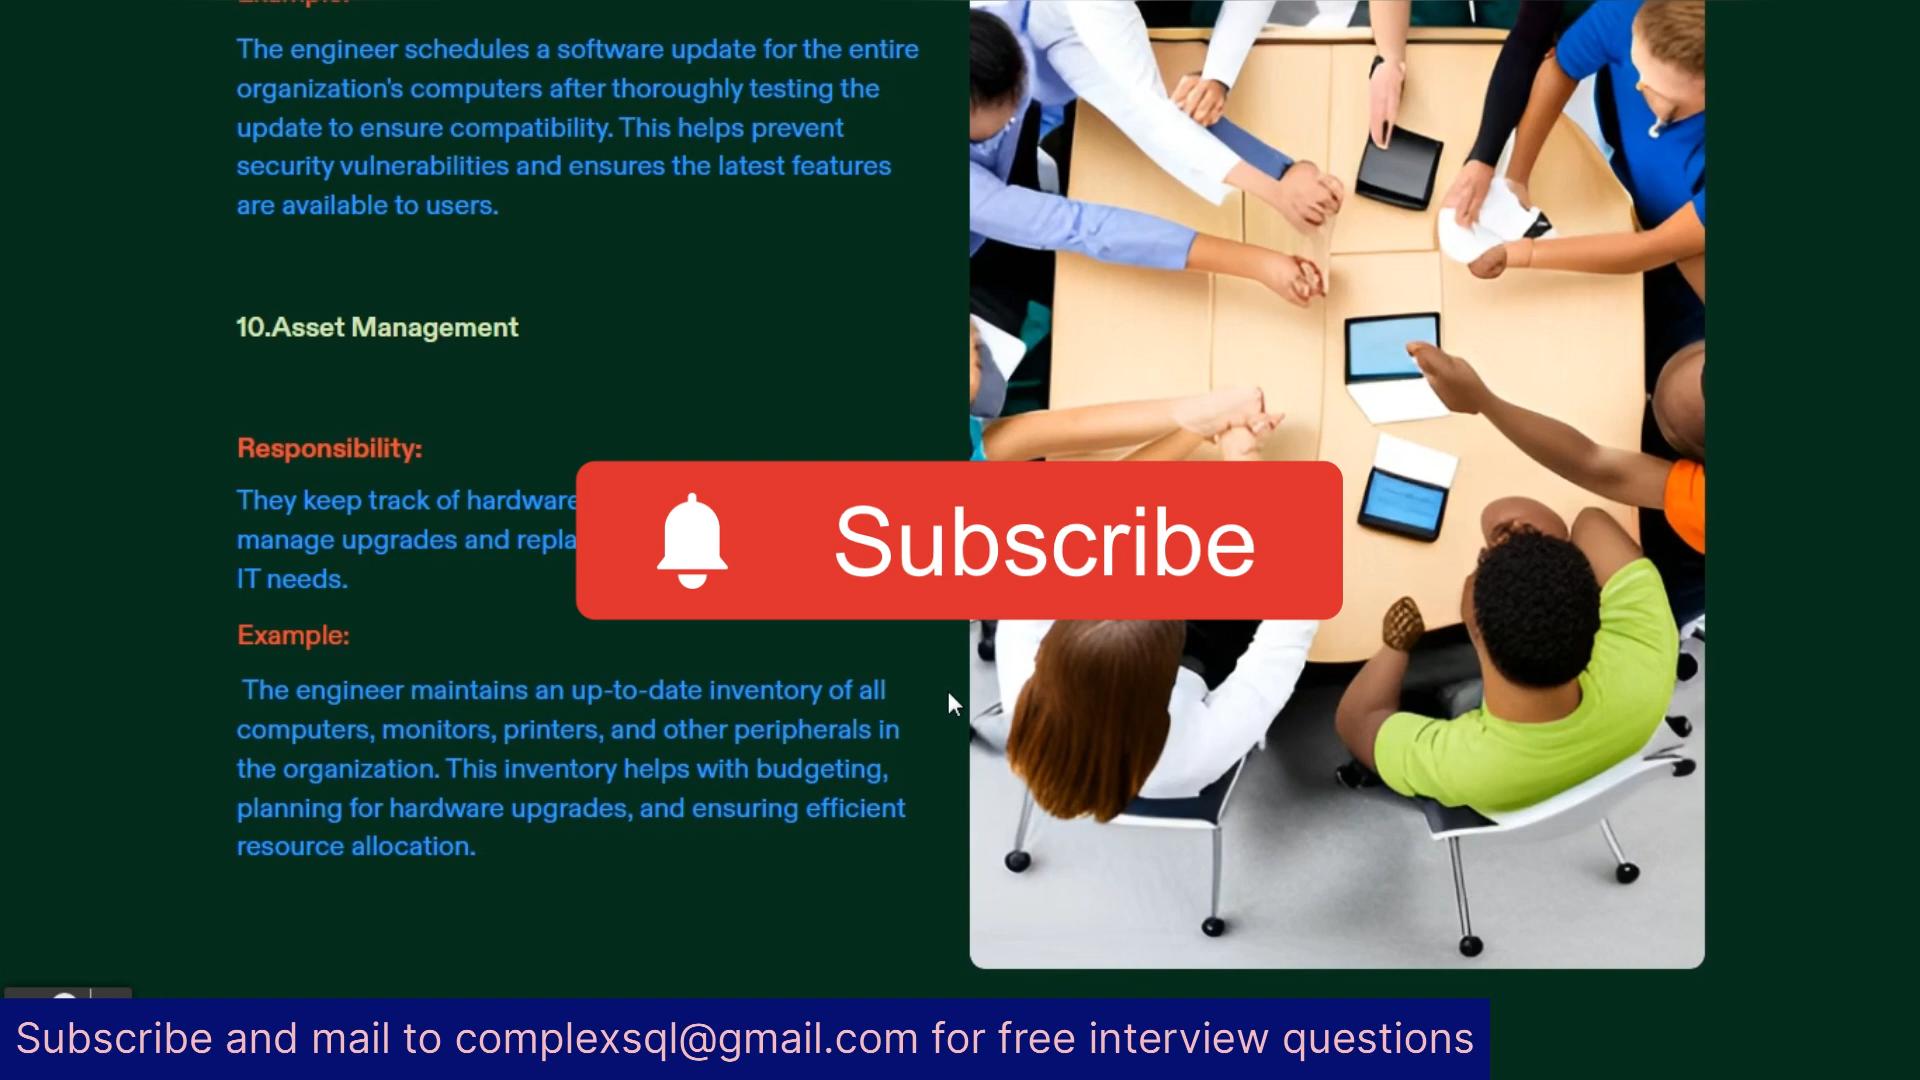 Example:
The engineer schedules a software update for the entire
organization's computers after thoroughly testing the
update to ensure compatibility. This helps prevent
security vulnerabilities and ensures the latest features
are available to users.
10.Asset Management
Responsibility:
They keep track of hardware
manage upgrades and repla
IT needs.
Subscribe
Example:
The engineer maintains an up-to-date inventory of all
computers, monitors, printers, and other peripherals in
the organization. This inventory helps with budgeting,
planning for hardware upgrades, and ensuring efficient
resource allocation.
Subscribe and mail to complexsql@gmail.com for free interview questions